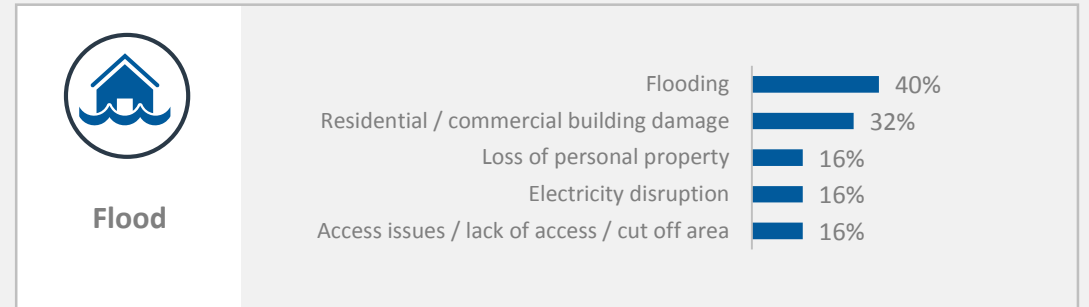 Flood
Flooding 40%
Residential / commercial building damage 32%
Loss of personal property 16%
Electricity disruption 16%
Access issues / lack of access / cut off area 16%